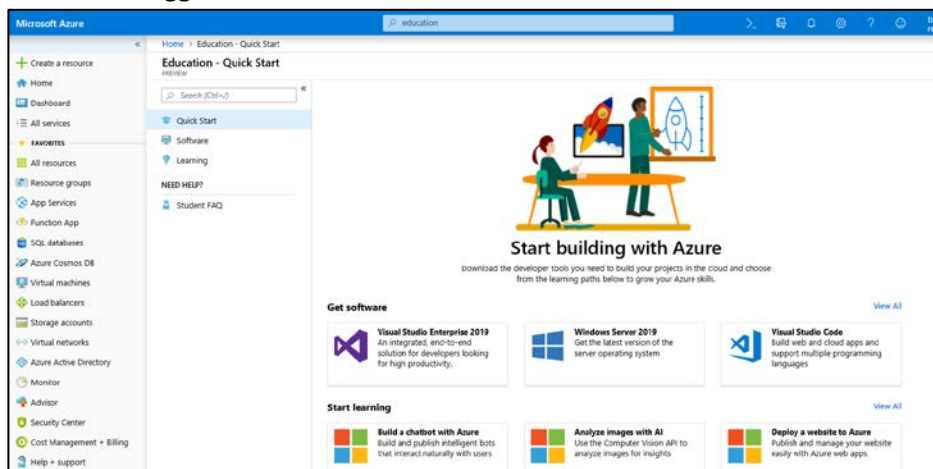 Microsoft Azure
education
Home > Education - Quick Start
Create a resource
Home
Dashboard
All services
FAVORITES
All resources
Resource groups
App Services
Function App
SQL databases
Azure Cosmos DB
Virtual machines
Load balancers
Storage accounts
Virtual networks
Azure Active Directory
Monitor
Advisor
Security Center
Cost Management + Billing
Help + support
Education - Quick Start
PREVIEW
Search (Ctrl+/)
Quick Start
Software
Learning
NEED HELP?
Student FAQ
Start building with Azure
Download the developer tools you need to build your projects in the cloud and choose
from the learning paths below to grow your Azure skills.
Get software
View All
Visual Studio Enterprise 2019
An integrated, end-to-end
solution for developers looking
for high productivity.
Windows Server 2019
Get the latest version of the
server operating system
Visual Studio Code
Build web and cloud apps and
support multiple programming
languages
Start learning
View All
Build a chatbot with Azure
Build and publish intelligent bots
that interact naturally with users
Analyze images with AI
Use the Computer Vision API to
analyze images for insights
Deploy a website to Azure
Publish and manage your website
easily with Azure web apps